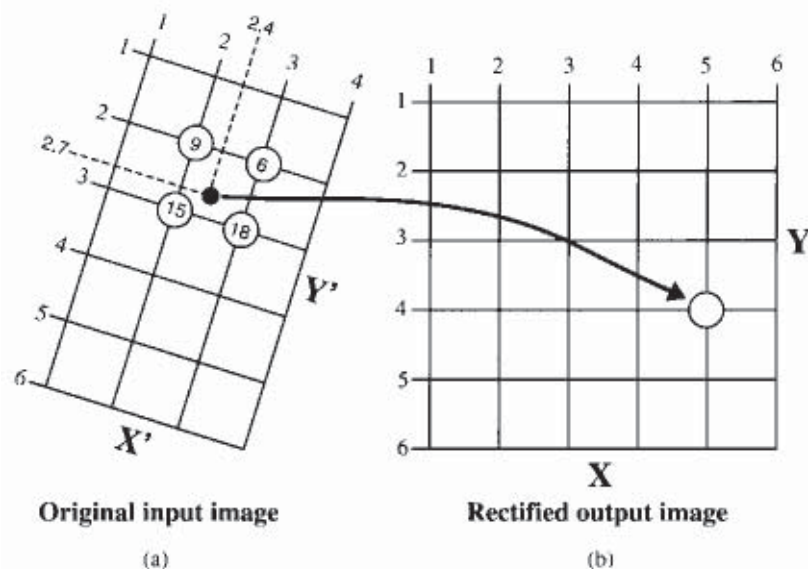 1 2.4
2
3
4
1
2
9
6
2.7
3
15
18
4
Y’
5
6
X’
Original input image
(a)
1 2 3 4 5 6
1
2
3
Y
4
5
6
X
Rectified output image
(b)